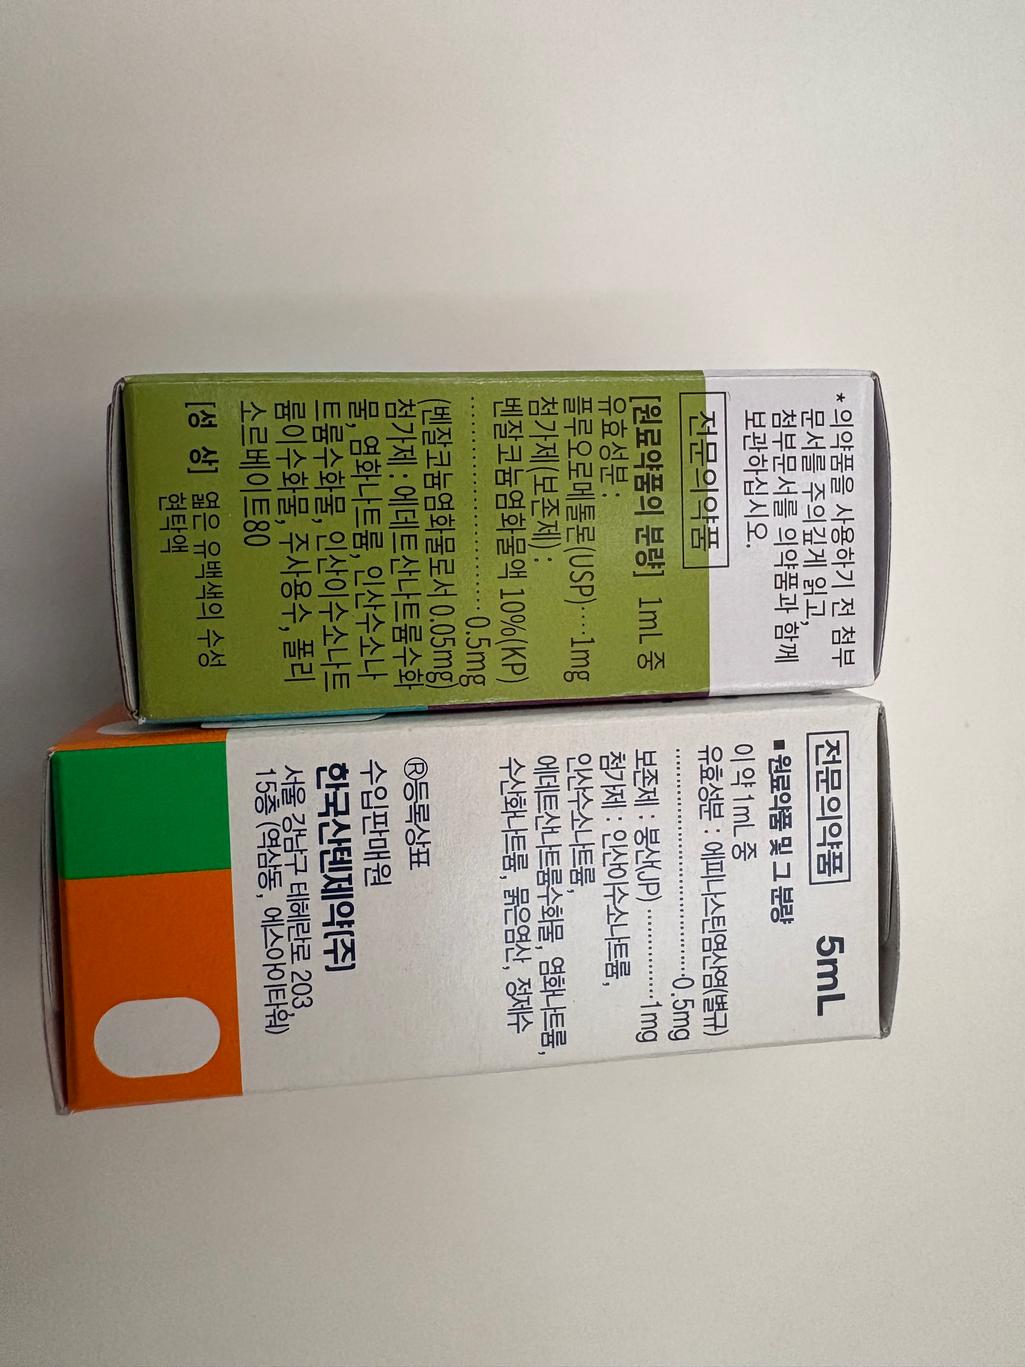 *의약품을 사용하기 전 첨부
문서를 주의깊게 읽고,
첨부문서를 의약품과 함께
보관하십시오.
전문의약품
[원료약품의 분량] 1mL 중
유효성분 :
플루오로메톨론(USP)····1mg
첨가제(보존제) :
벤잘코늄염화물액 10%(KP)
························0.5mg
(벤잘코늄염화물로서 0.05mg)
첨가제 : 에데트산나트륨수화
물, 염화나트륨, 인산수소나
트륨수화물, 인산이수소나트
륨이수화물, 주사용수, 폴리
소르베이트80
[성 상] 엷은 유백색의 수성
현탁액
전문의약품 5mL
■ 원료약품 및 그 분량
이 약 1mL 중
유효성분 : 에피나스틴염산염(별규)
························0.5mg
보존제 : 붕산(JP) ············1mg
첨가제 : 인산이수소나트륨,
인산수소나트륨,
에데트산나트륨수화물, 염화나트륨,
수산화나트륨, 묽은염산, 정제수
®등록상표
수입판매원
한국산텐제약(주)
서울 강남구 테헤란로 203,
15층 (역삼동, 에스아이타워)